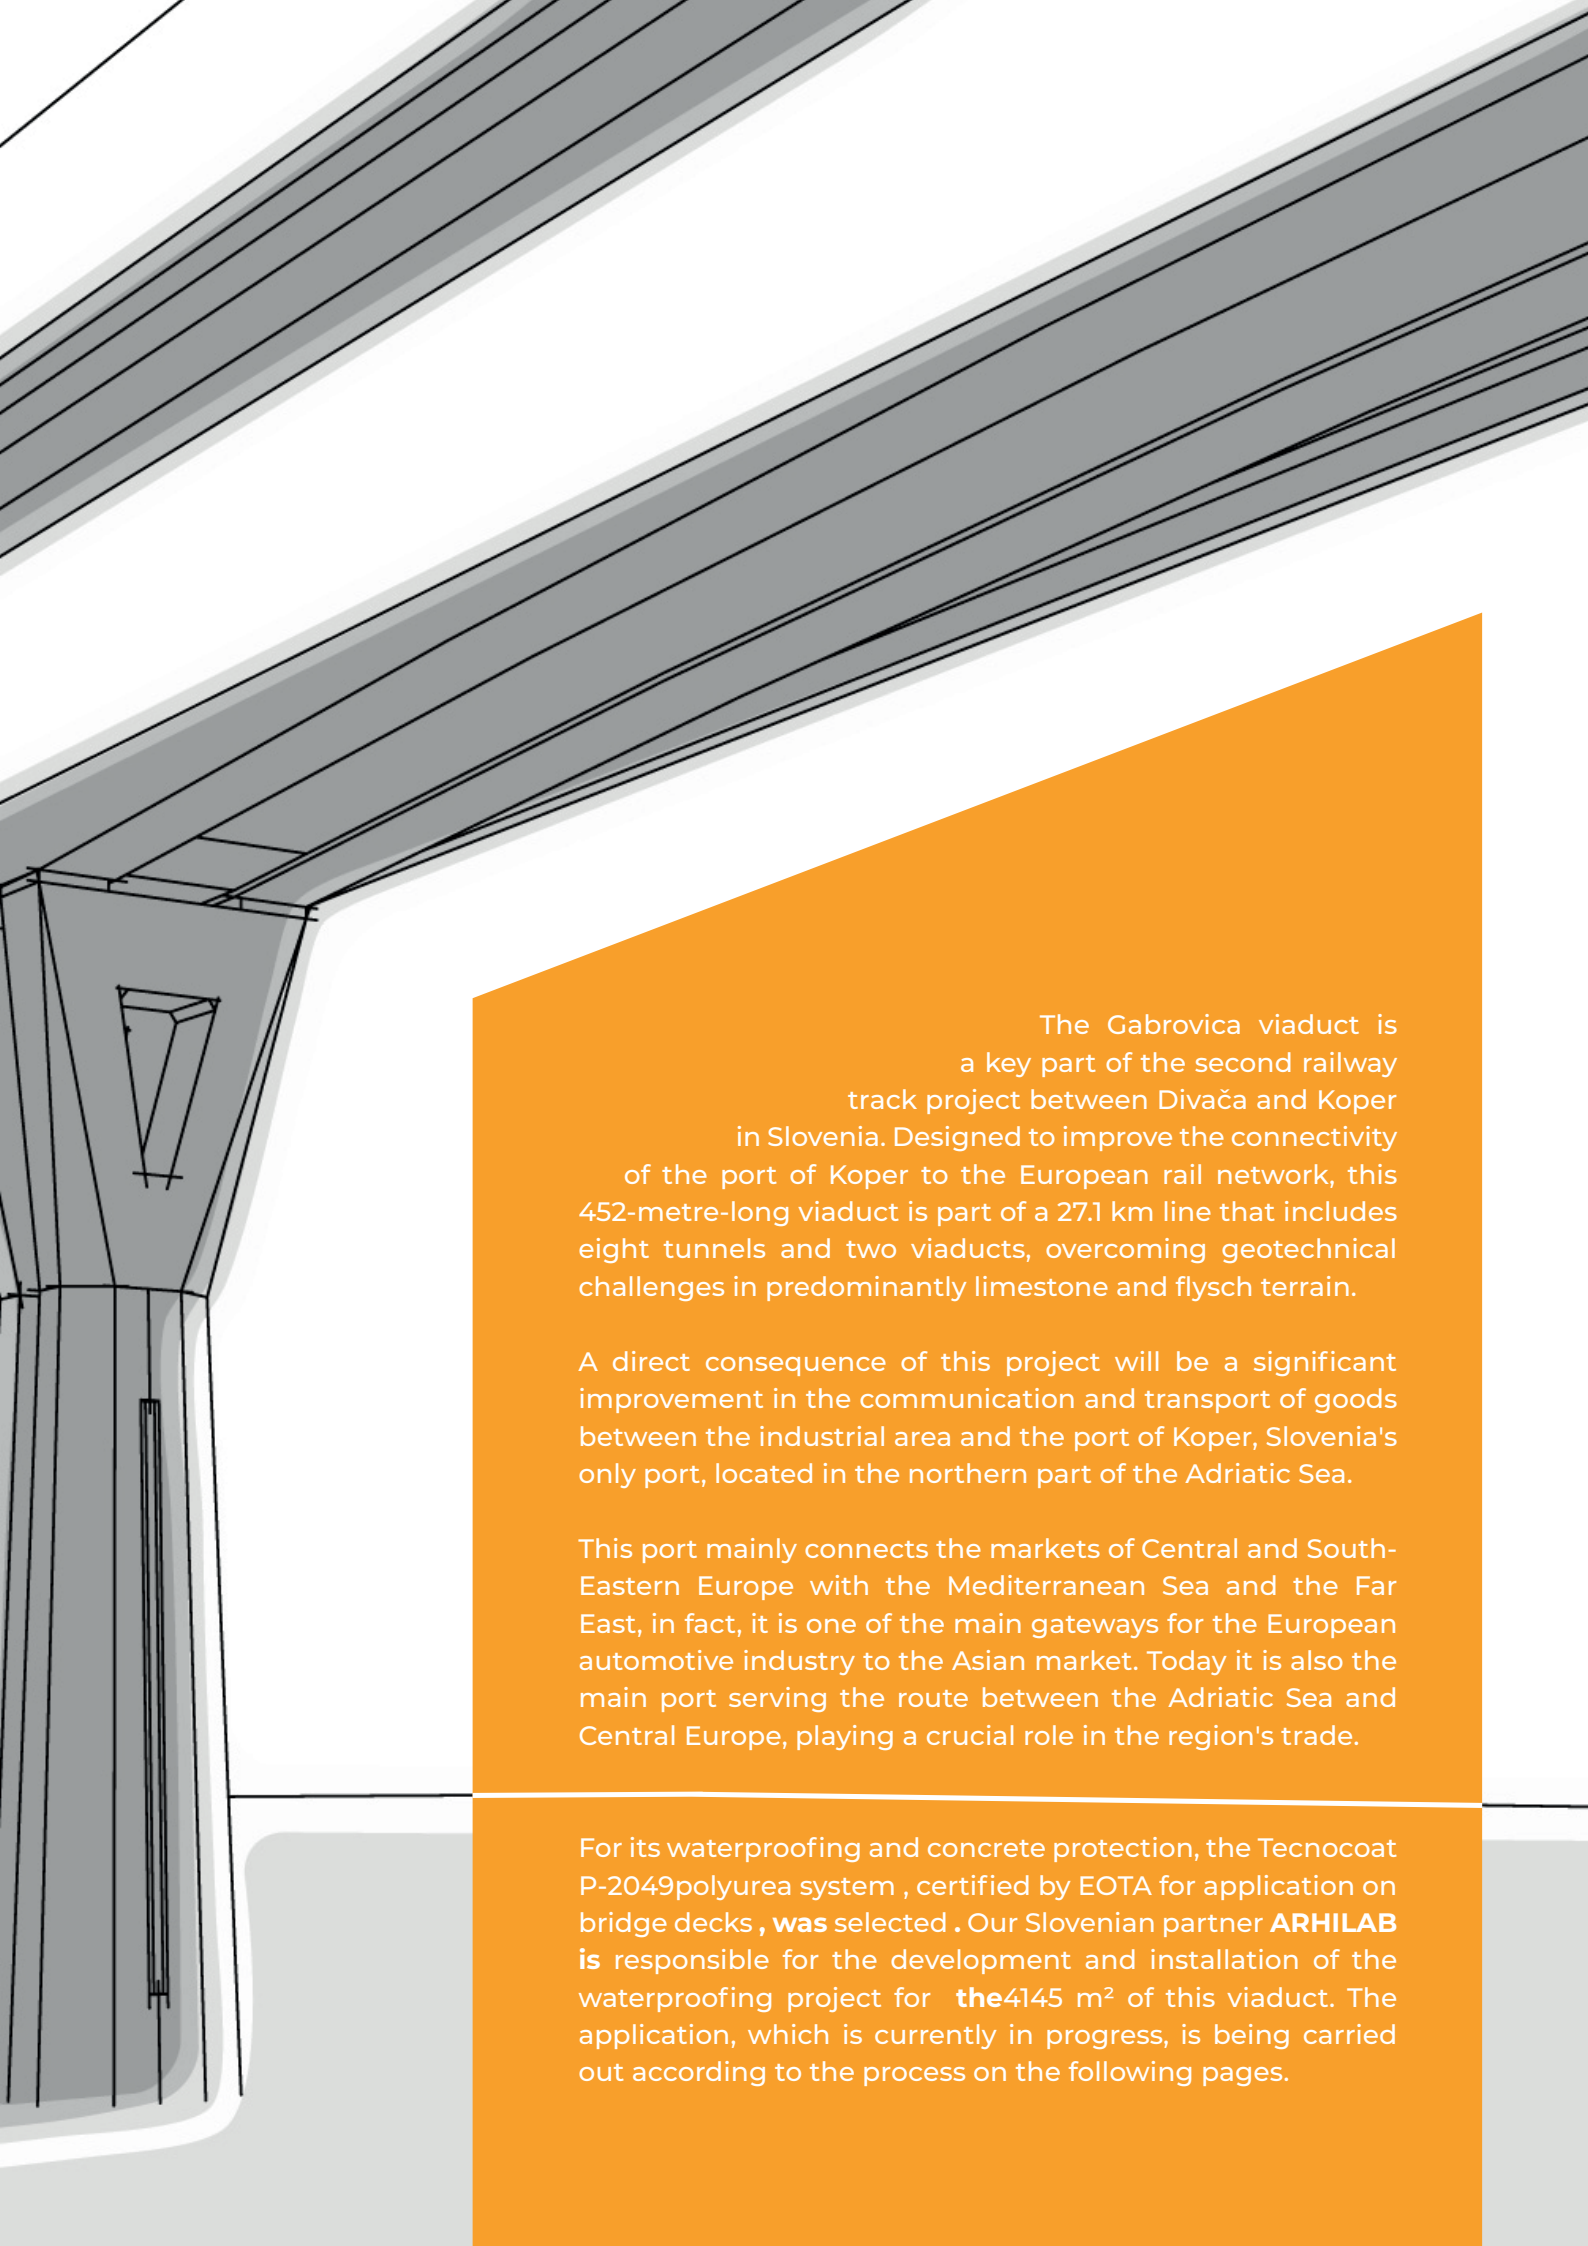 The Gabrovica viaduct is
a key part of the second railway
track project between Divača and Koper
in Slovenia. Designed to improve the connectivity
of the port of Koper to the European rail network, this
452-metre-long viaduct is part of a 27.1 km line that includes
eight tunnels and two viaducts, overcoming geotechnical
challenges in predominantly limestone and flysch terrain.
A direct consequence of this project will be a significant
improvement in the communication and transport of goods
between the industrial area and the port of Koper, Slovenia's
only port, located in the northern part of the Adriatic Sea.
This port mainly connects the markets of Central and South-
Eastern Europe with the Mediterranean Sea and the Far
East, in fact, it is one of the main gateways for the European
automotive industry to the Asian market. Today it is also the
main port serving the route between the Adriatic Sea and
Central Europe, playing a crucial role in the region's trade.
For its waterproofing and concrete protection, the Tecnocoat
P-2049polyurea system , certified by EOTA for application on
bridge decks , was selected . Our Slovenian partner ARHILAB
is responsible for the development and installation of the
waterproofing project for the4145 m² of this viaduct. The
application, which is currently in progress, is being carried
out according to the process on the following pages.